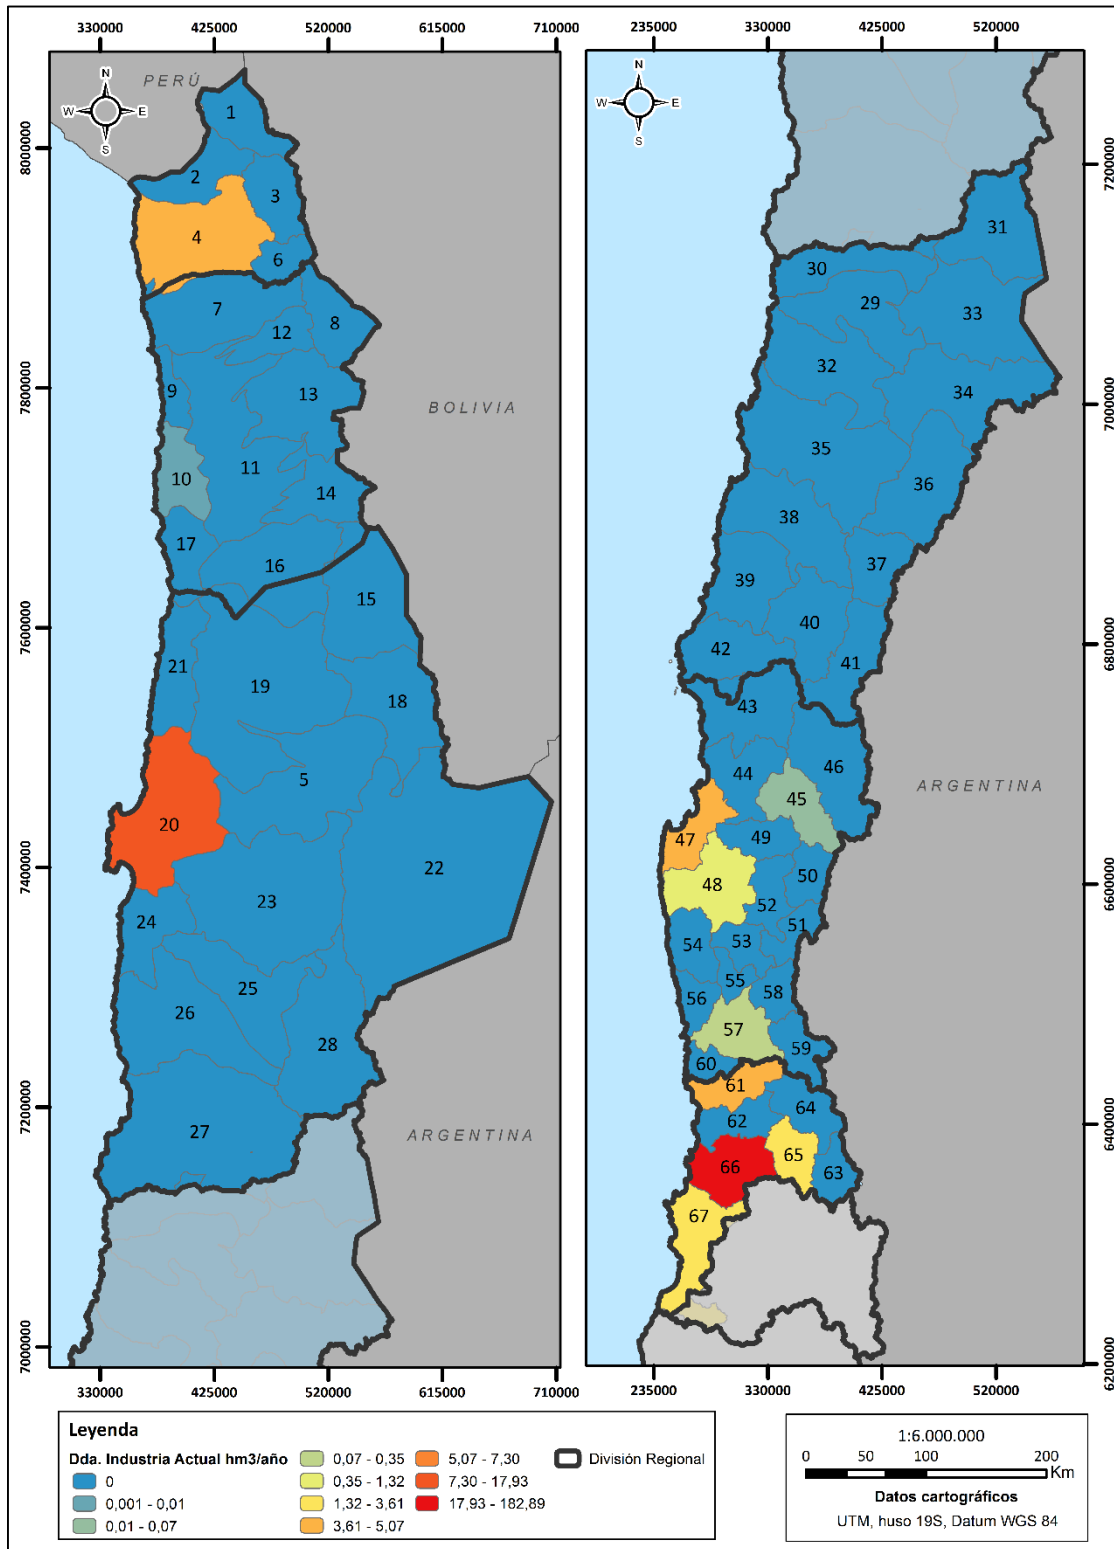 330000 425000 520000 615000 710000
235000 330000 425000 520000
PERÚ
N
W E
S
N
W E
S
8000000
7800000
7600000
7400000
7200000
7000000
7200000
7000000
6800000
6600000
6400000
6200000
1
2
3
4
6
7
8
12
9
13
BOLIVIA
11
10
14
17
16
15
21
19
18
5
20
22
23
24
25
26
28
27
ARGENTINA
31
30
29
33
32
34
35
36
38
37
39
40
42
41
43
44
46
45
ARGENTINA
47
49
48
50
52
51
54
53
55
56
58
57
59
60
61
64
62
65
66
63
67
330000 425000 520000 615000 710000
235000 330000 425000 520000
Leyenda
Dda. Industria Actual hm3/año
0
0,001 - 0,01
0,01 - 0,07
0,07 - 0,35
0,35 - 1,32
1,32 - 3,61
3,61 - 5,07
5,07 - 7,30
7,30 - 17,93
17,93 - 182,89
División Regional
1:6.000.000
0 50 100 200
Km
Datos cartográficos
UTM, huso 19S, Datum WGS 84